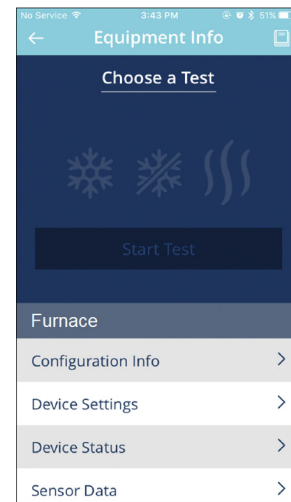 No Service 3:43 PM 51%
Equipment Info
Choose a Test
Start Test
Furnace
Configuration Info
Device Settings
Device Status
Sensor Data